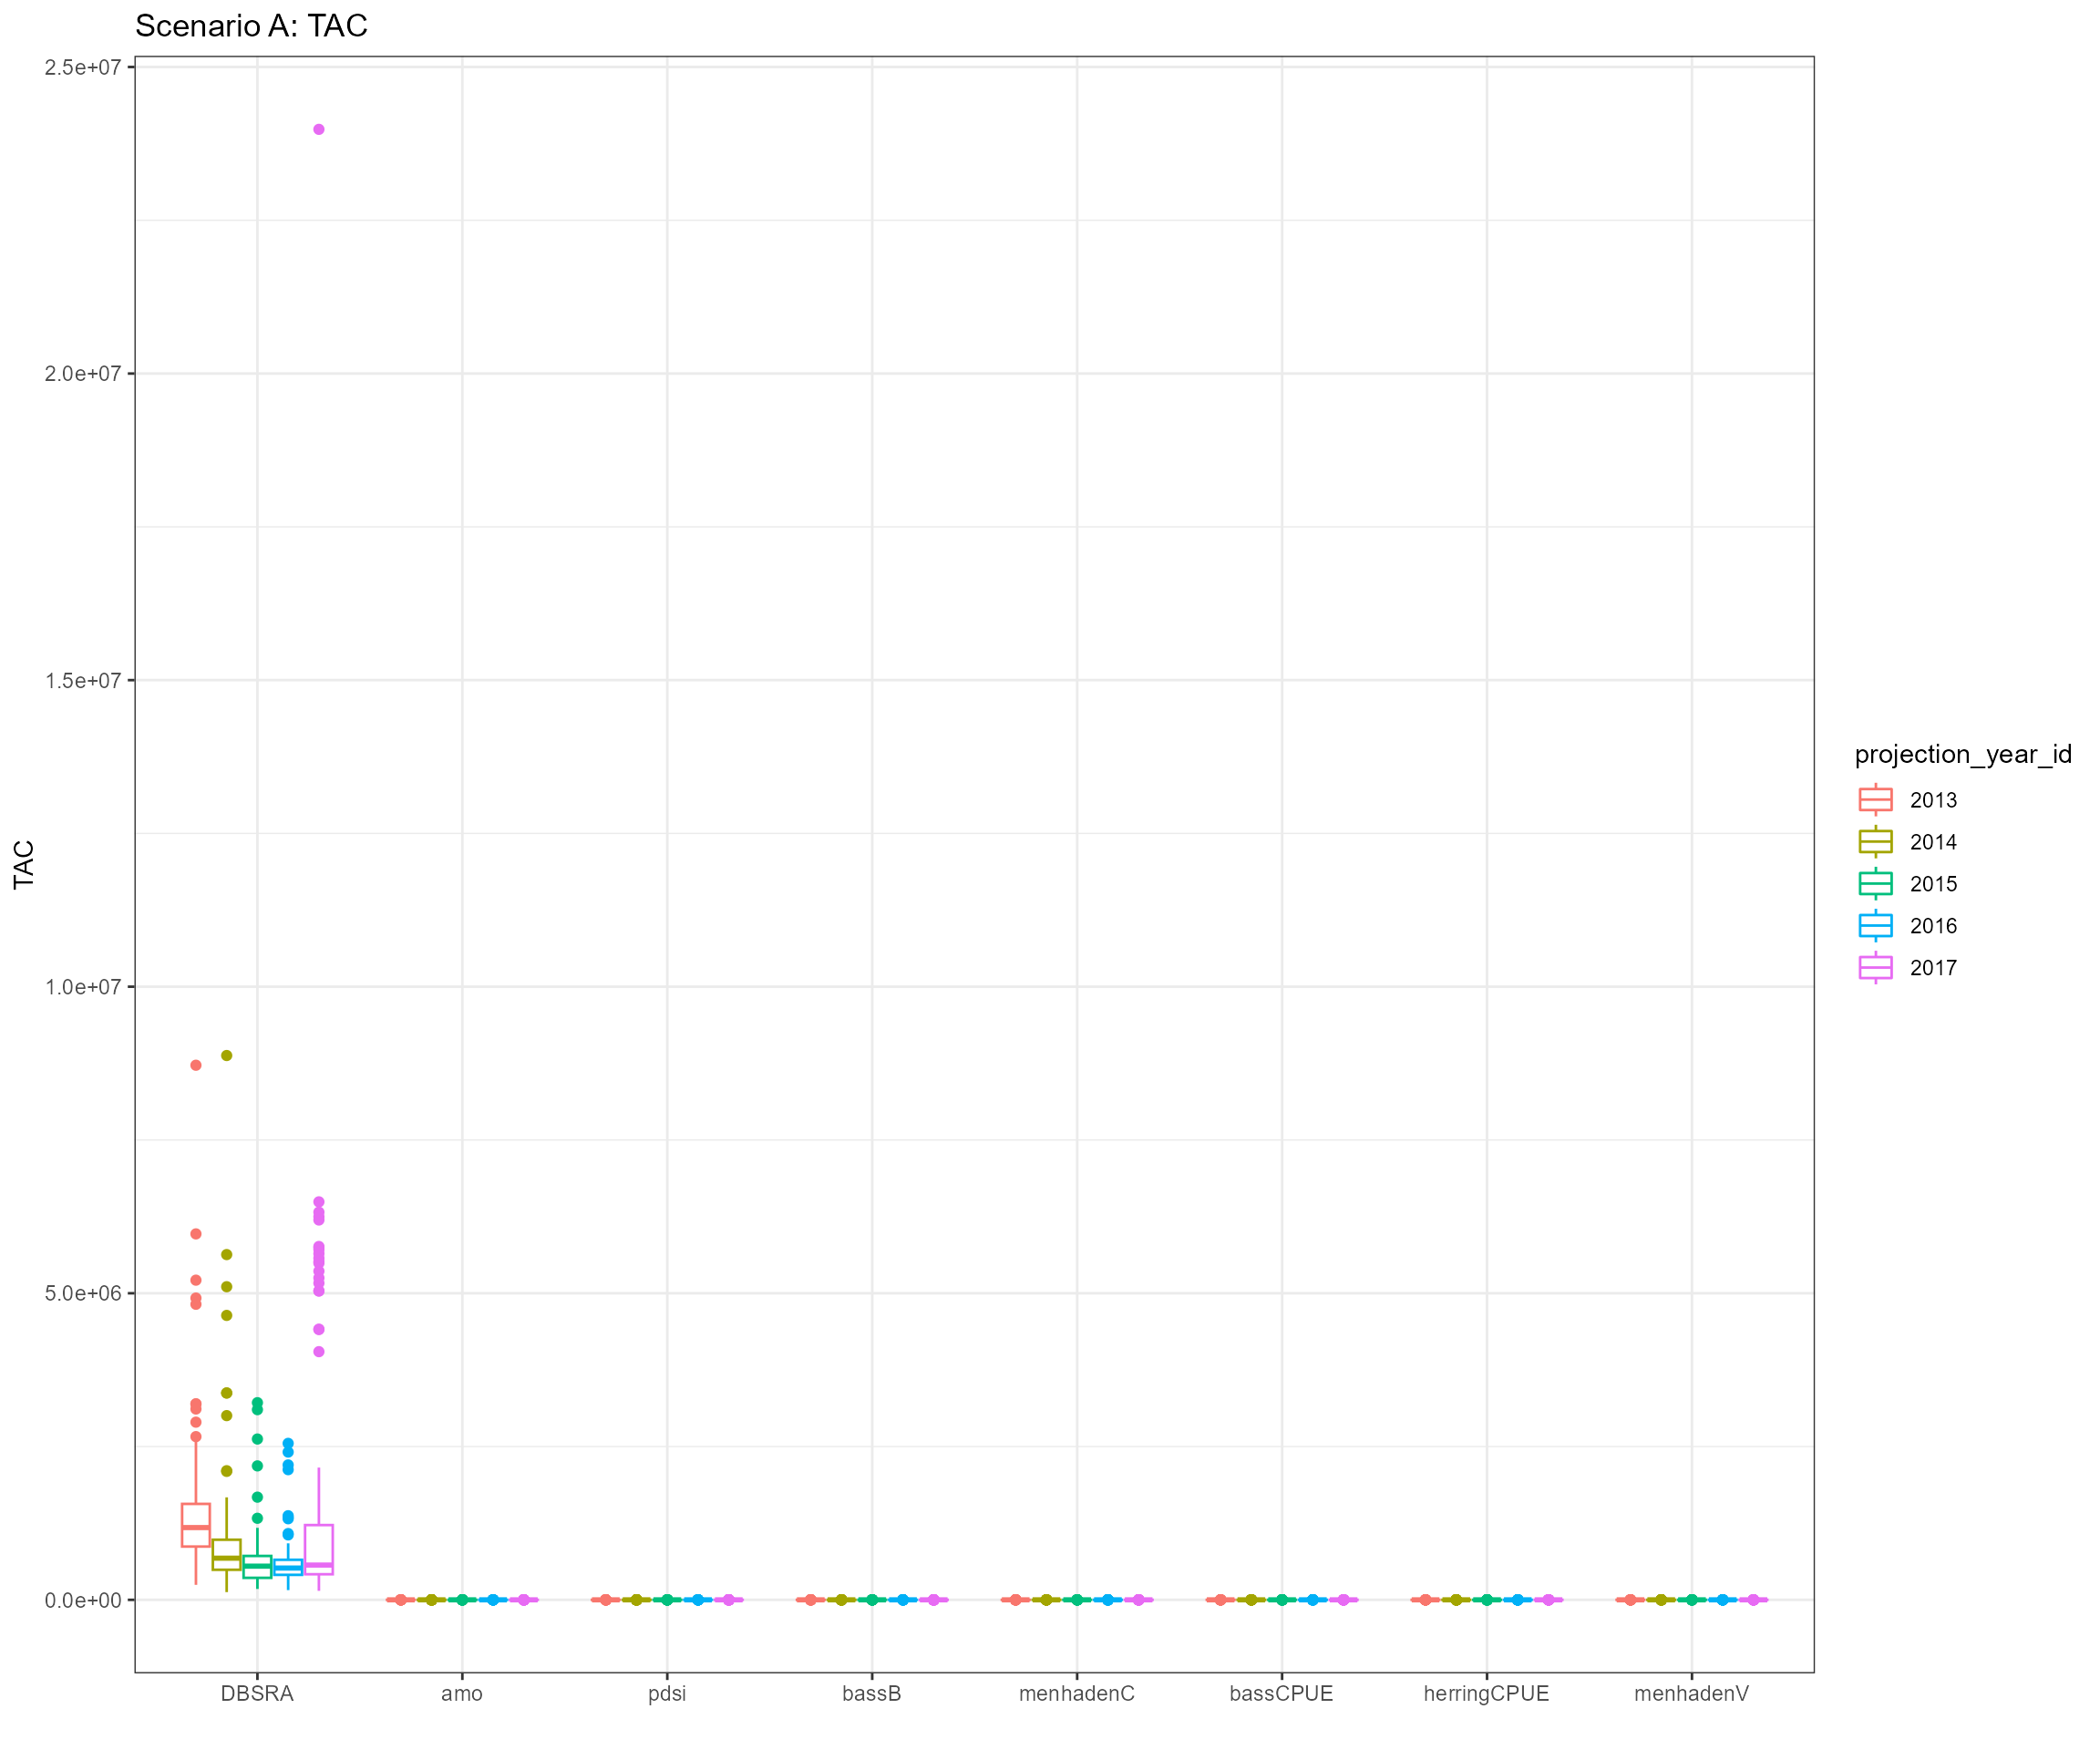 Scenario A: TAC
2.5e+07
2.0e+07
1.5e+07
1.0e+07
5.0e+06
0.0e+00
TAC
DBSRA amo pdsi bassB menhadenC bassCPUE herringCPUE menhadenV
projection_year_id
2013
2014
2015
2016
2017